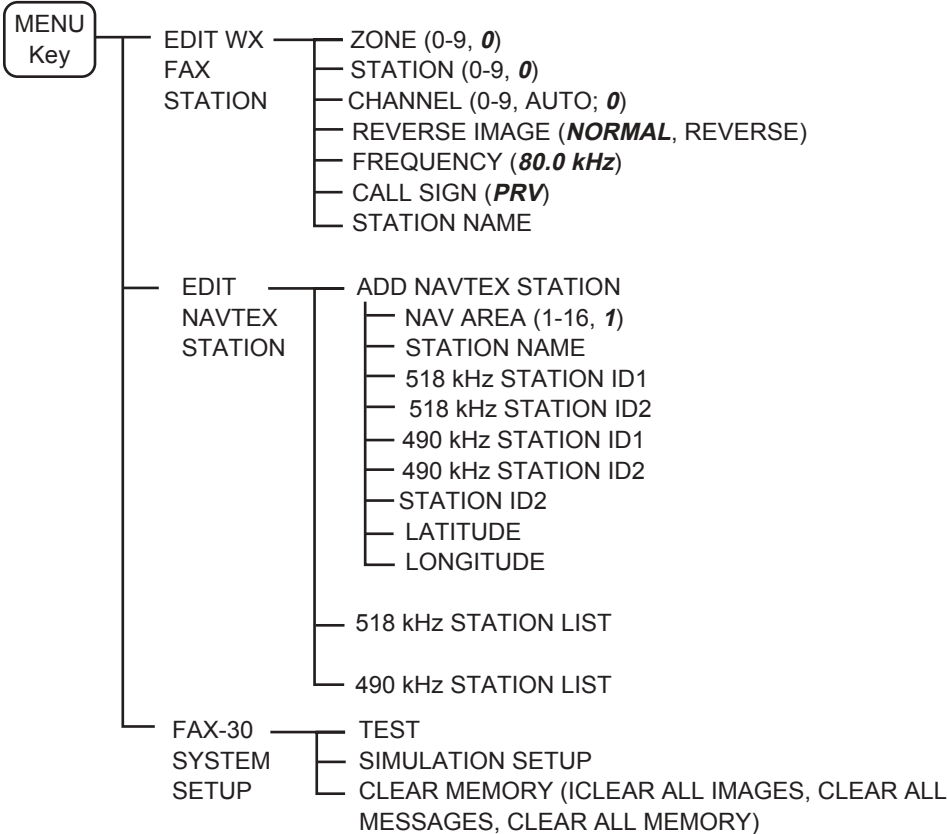 MENU
Key
EDIT WX
FAX
STATION
ZONE (0-9, 0)
STATION (0-9, 0)
CHANNEL (0-9, AUTO; 0)
REVERSE IMAGE (NORMAL, REVERSE)
FREQUENCY (80.0 kHz)
CALL SIGN (PRV)
STATION NAME
EDIT
NAVTEX
STATION
ADD NAVTEX STATION
NAV AREA (1-16, 1)
STATION NAME
518 kHz STATION ID1
518 kHz STATION ID2
490 kHz STATION ID1
490 kHz STATION ID2
STATION ID2
LATITUDE
LONGITUDE
518 kHz STATION LIST
490 kHz STATION LIST
FAX-30
SYSTEM
SETUP
TEST
SIMULATION SETUP
CLEAR MEMORY (ICLEAR ALL IMAGES, CLEAR ALL
MESSAGES, CLEAR ALL MEMORY)